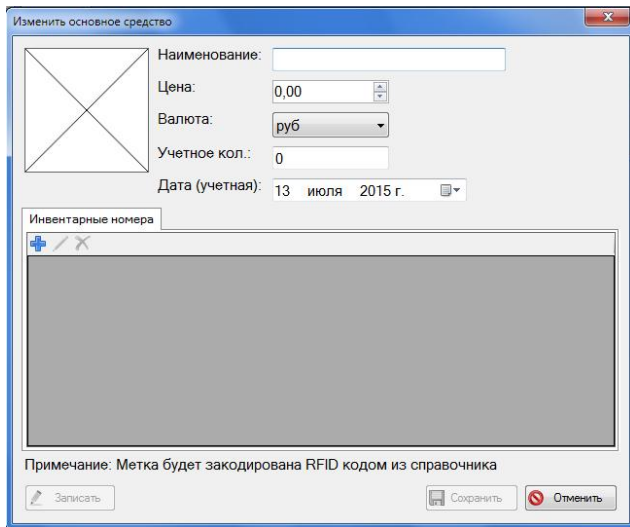 Изменить основное средство
Наименование:
Цена: 0,00
Валюта: руб
Учетное кол.: 0
Дата (учетная): 13 июля 2015 г.
Инвентарные номера
Примечание: Метка будет закодирована RFID кодом из справочника
Записать Сохранить Отменить